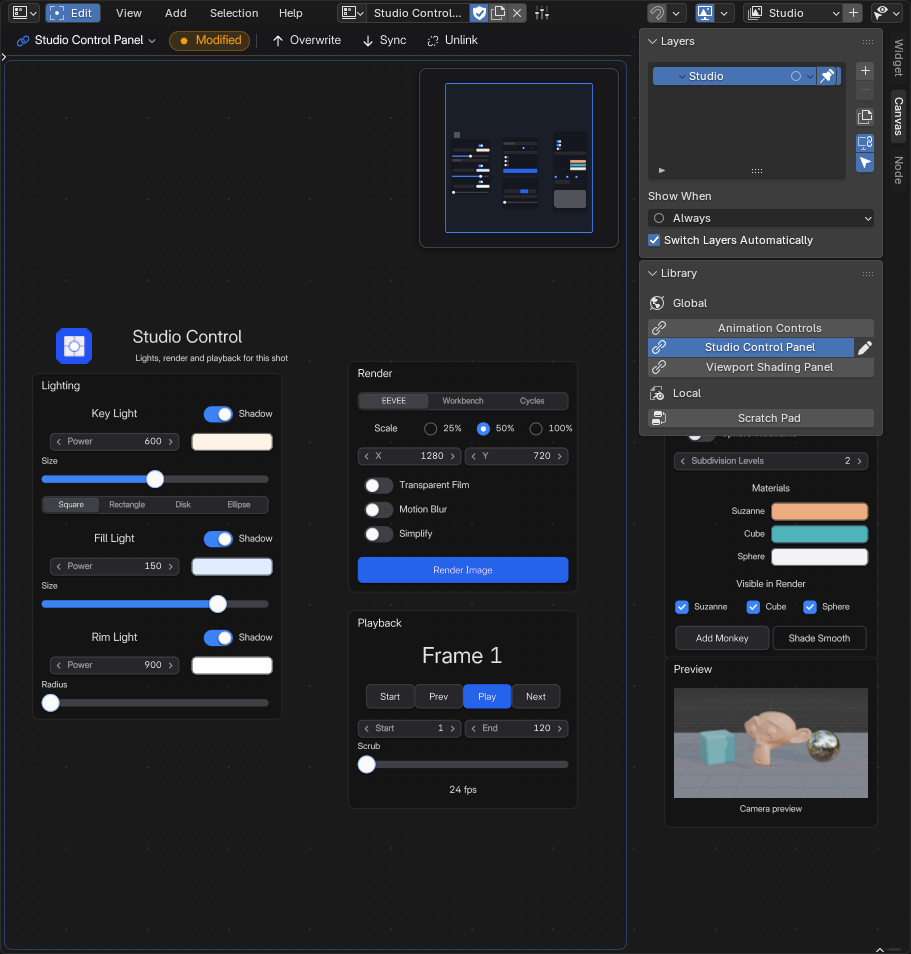 Edit View Add Selection Help Studio Control... Studio
Studio Control Panel Modified Overwrite Sync Unlink
Layers
Studio
Show When
Always
Switch Layers Automatically
Library
Global
Animation Controls
Studio Control Panel
Viewport Shading Panel
Local
Scratch Pad
Widget
Canvas
Node
Studio Control
Lights, render and playback for this shot
Lighting
Key Light Shadow
Power 600
Size
Square Rectangle Disk Ellipse
Fill Light Shadow
Power 150
Size
Rim Light Shadow
Power 900
Radius
Render
EEVEE Workbench Cycles
Scale 25% 50% 100%
X 1280 Y 720
Transparent Film
Motion Blur
Simplify
Render Image
Playback
Frame 1
Start Prev Play Next
Start 1 End 120
Scrub
24 fps
Subdivision Levels 2
Materials
Suzanne
Cube
Sphere
Visible in Render
Suzanne Cube Sphere
Add Monkey Shade Smooth
Preview
Camera preview